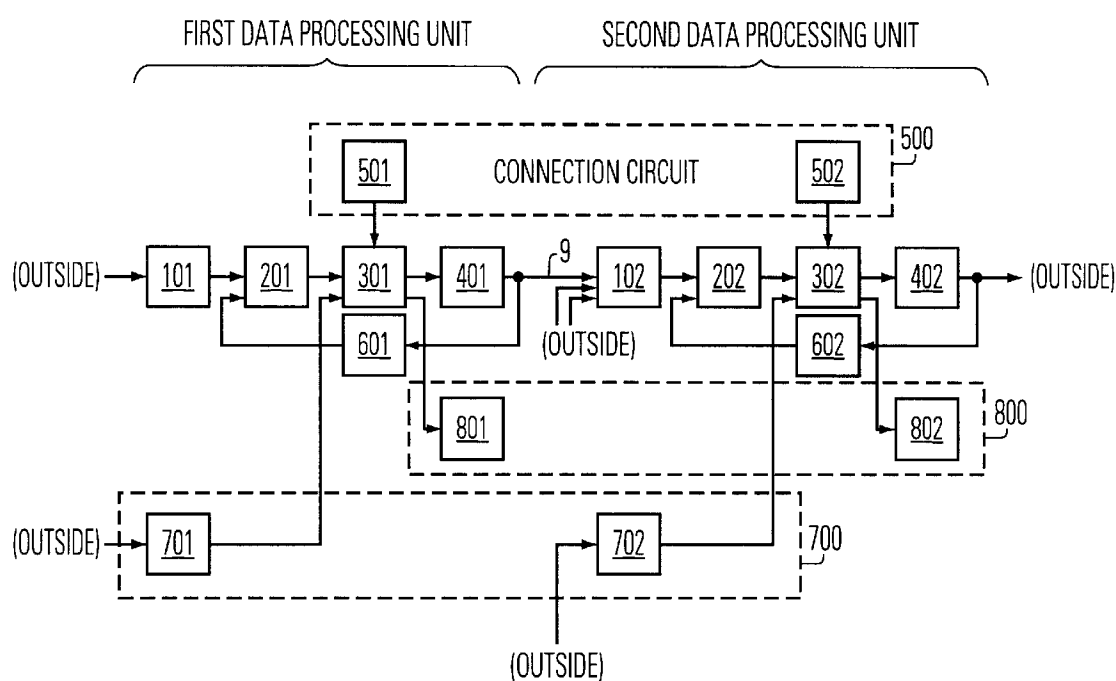 FIRST DATA PROCESSING UNIT
SECOND DATA PROCESSING UNIT
500
501
CONNECTION CIRCUIT
502
(OUTSIDE)
101
201
301
401
9
102
202
302
402
(OUTSIDE)
(OUTSIDE)
601
602
801
802
800
(OUTSIDE)
701
702
700
(OUTSIDE)